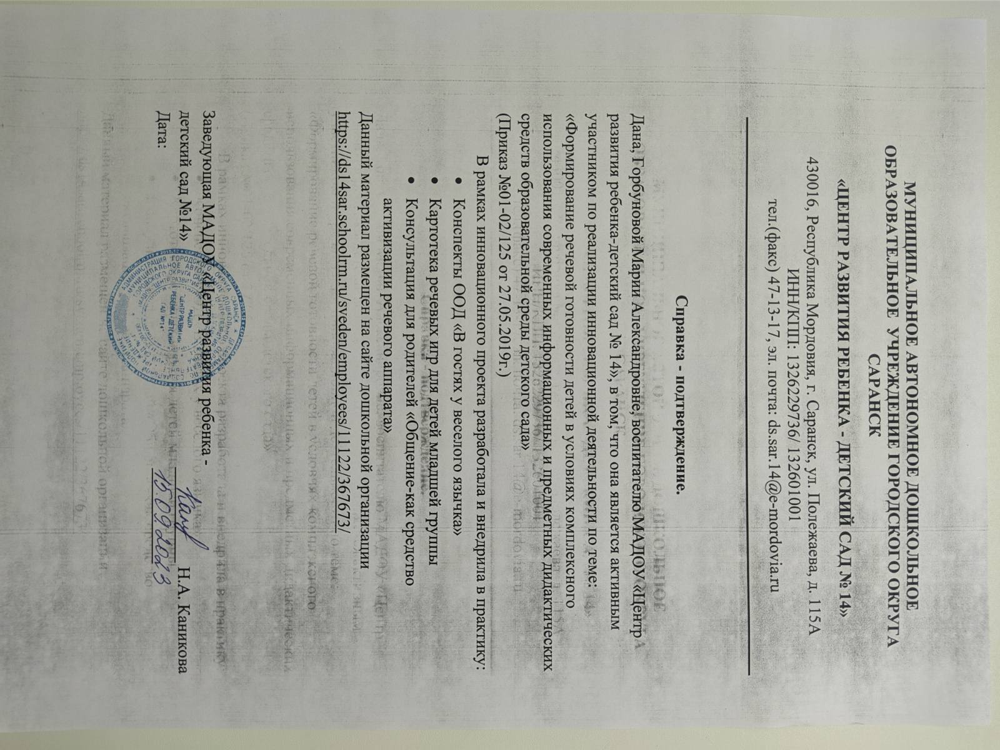 МУНИЦИПАЛЬНОЕ АВТОНОМНОЕ ДОШКОЛЬНОЕ
ОБРАЗОВАТЕЛЬНОЕ УЧРЕЖДЕНИЕ ГОРОДСКОГО ОКРУГА
САРАНСК
«ЦЕНТР РАЗВИТИЯ РЕБЕНКА - ДЕТСКИЙ САД № 14»
430016, Республика Мордовия, г. Саранск, ул. Полежаева, д. 115А
ИНН/КПП: 1326229736/ 132601001
тел.(факс) 47-13-17, эл. почта: ds.sar.14@e-mordovia.ru
Справка - подтверждение.
Дана, Горбуновой Марии Александровне, воспитателю МАДОУ«Центр
развития ребенка-детский сад № 14», в том, что она является активным
участником по реализации инновационной деятельности по теме:
«Формирование речевой готовности детей в условиях комплексного
использования современных информационных и предметных дидактических
средств образовательной среды детского сада»
(Приказ №01-02/125 от 27.05.2019г.)
В рамках инновационного проекта разработала и внедрила в практику:
• Конспекты ООД «В гостях у веселого язычка»
• Картотека речевых игр для детей младшей группы
• Консультация для родителей «Общение-как средство
активизации речевого аппарата»
Данный материал размещен на сайте дошкольной организации
https://ds14sar.schoolrm.ru/sveden/employees/11122/367673/
Заведующая МАДОУ «Центр развития ребенка -
детский сад №14» Н.А. Каникова
Дата: 15.09.2023